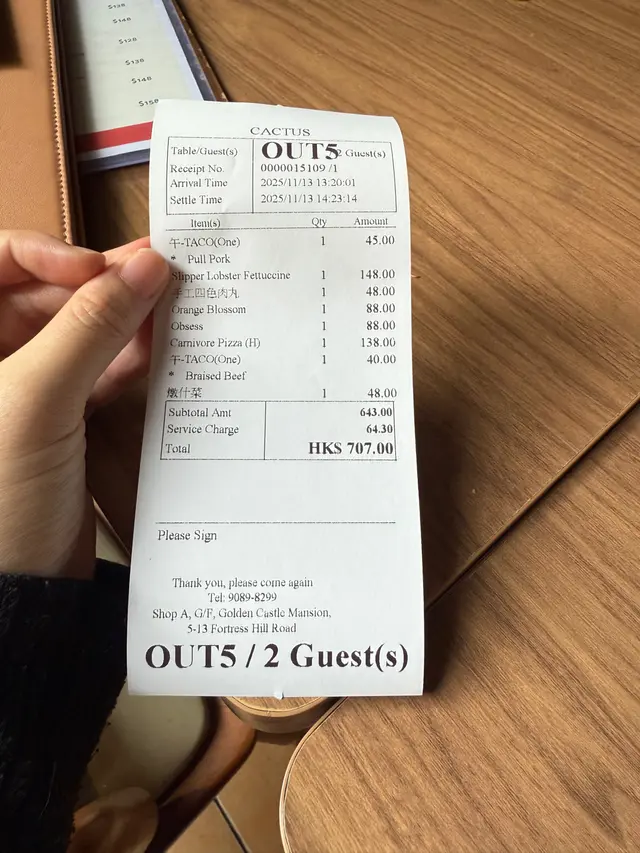 $128
$148
$128
$138
$148
$158
CACTUS
Table/Guest(s) OUT5 2 Guest(s)
Receipt No. 0000015109 /1
Arrival Time 2025/11/13 13:20:01
Settle Time 2025/11/13 14:23:14
Item(s) Qty Amount
午-TACO(One) 1 45.00
* Pull Pork
Slipper Lobster Fettuccine 1 148.00
手工四色肉丸 1 48.00
Orange Blossom 1 88.00
Obsess 1 88.00
Carnivore Pizza (H) 1 138.00
午-TACO(One) 1 40.00
* Braised Beef
燉什菜 1 48.00
Subtotal Amt 643.00
Service Charge 64.30
Total HK$ 707.00
Please Sign
Thank you, please come again
Tel: 9089-8299
Shop A, G/F, Golden Castle Mansion,
5-13 Fortress Hill Road
OUT5 / 2 Guest(s)